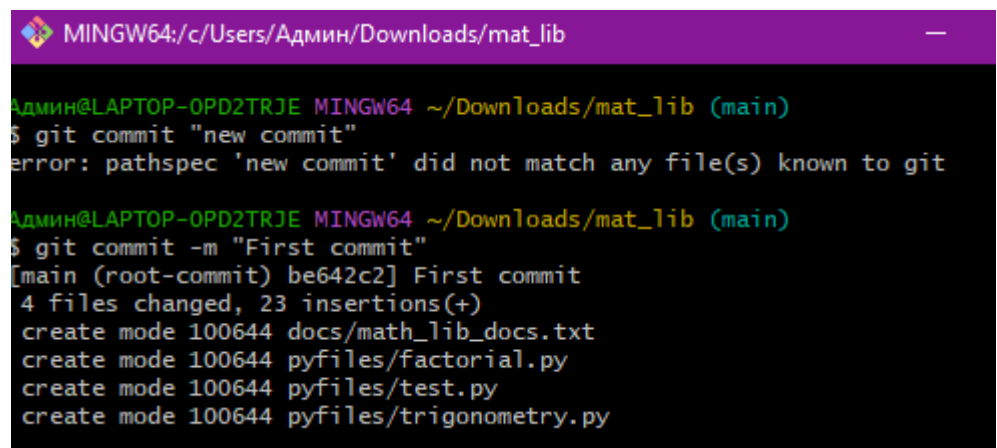 MINGW64:/c/Users/Админ/Downloads/mat_lib
Админ@LAPTOP-OPD2TRJE MINGW64 ~/Downloads/mat_lib (main)
$ git commit "new commit"
error: pathspec 'new commit' did not match any file(s) known to git
Админ@LAPTOP-OPD2TRJE MINGW64 ~/Downloads/mat_lib (main)
$ git commit -m "First commit"
[main (root-commit) be642c2] First commit
4 files changed, 23 insertions(+)
create mode 100644 docs/math_lib_docs.txt
create mode 100644 pyfiles/factorial.py
create mode 100644 pyfiles/test.py
create mode 100644 pyfiles/trigonometry.py